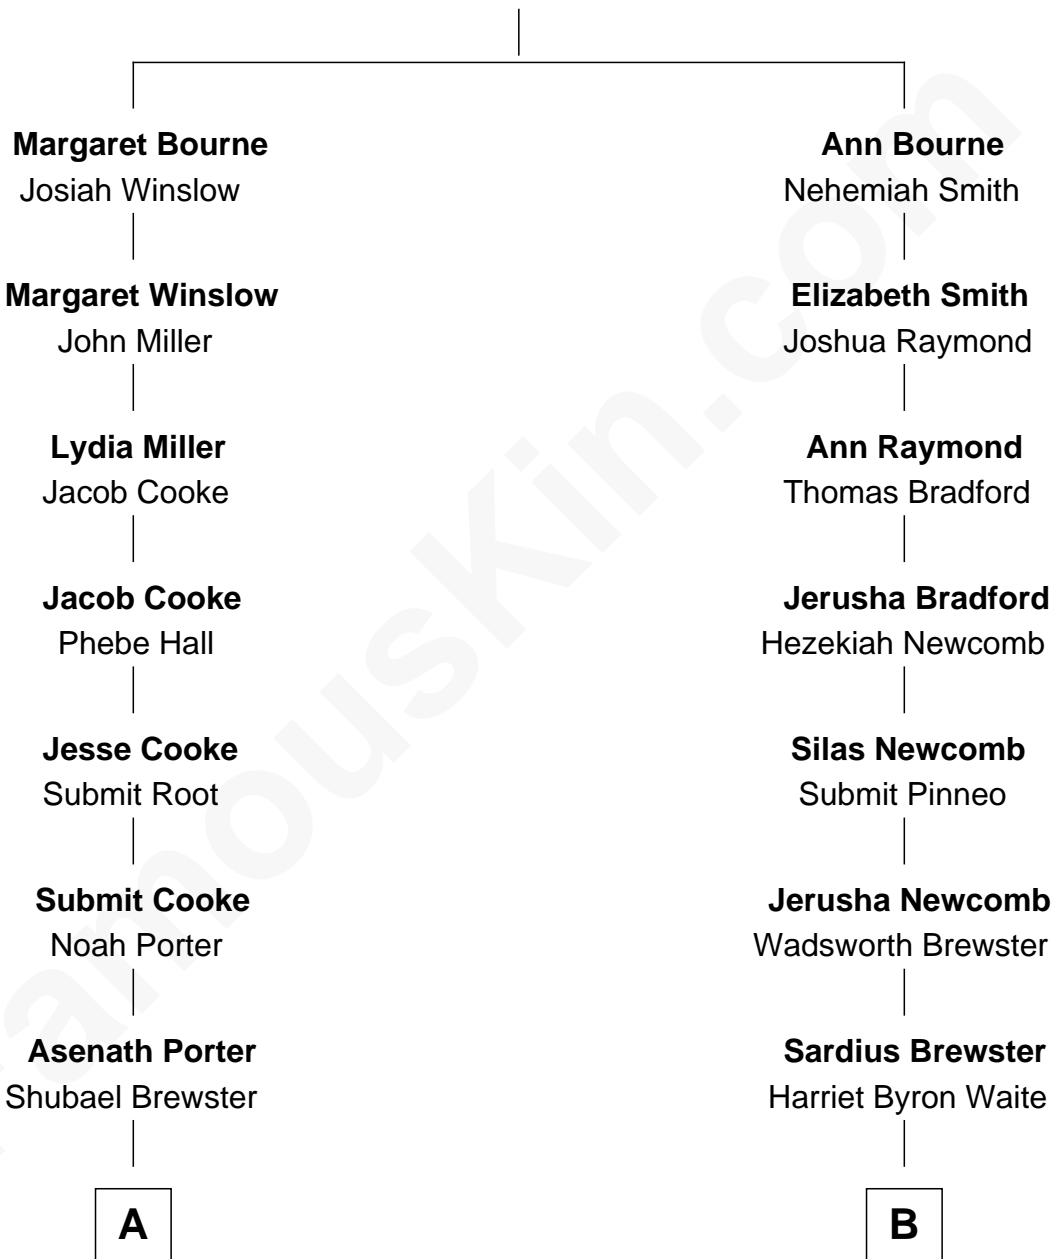 Margaret Bourne
Josiah Winslow
Ann Bourne
Nehemiah Smith
Margaret Winslow
John Miller
Elizabeth Smith
Joshua Raymond
Lydia Miller
Jacob Cooke
Ann Raymond
Thomas Bradford
Jacob Cooke
Phebe Hall
Jerusha Bradford
Hezekiah Newcomb
Jesse Cooke
Submit Root
Silas Newcomb
Submit Pinneo
Submit Cooke
Noah Porter
Jerusha Newcomb
Wadsworth Brewster
Asenath Porter
Shubael Brewster
Sardius Brewster
Harriet Byron Waite
A
B
FamousKin.com